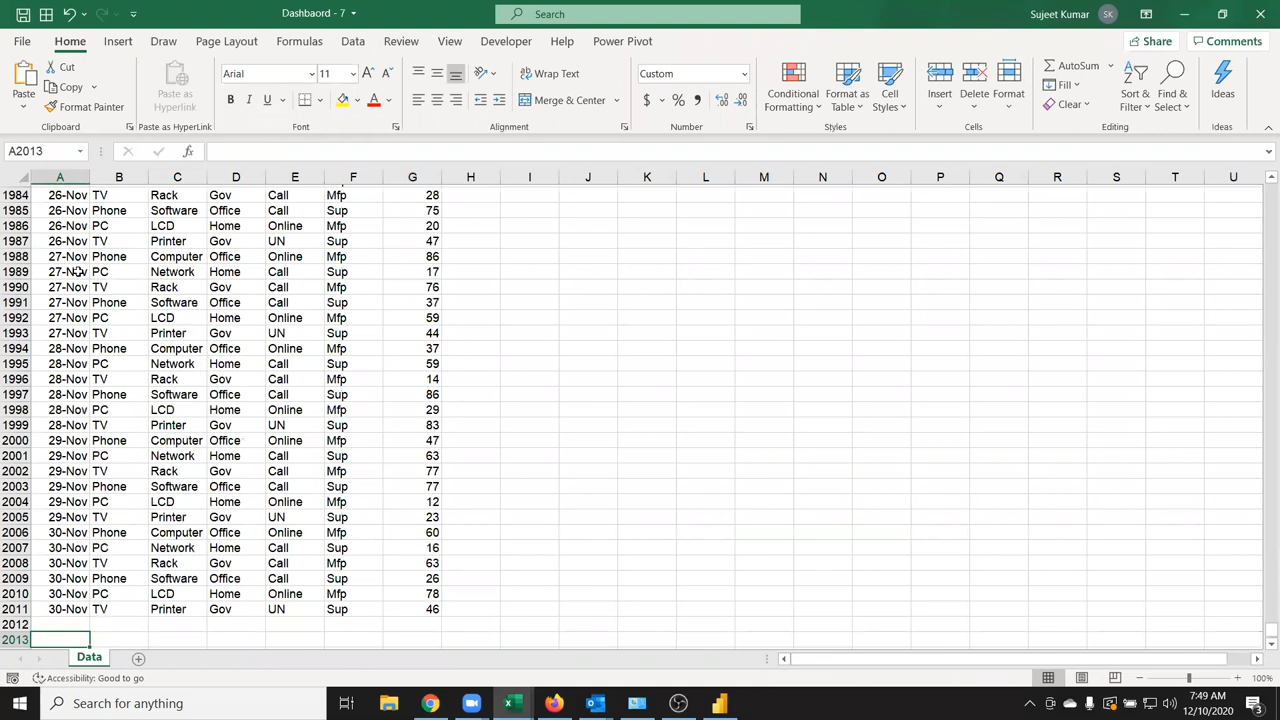 Dashbaord - 7
Search
Sujeet Kumar SK
File Home Insert Draw Page Layout Formulas Data Review View Developer Help Power Pivot Share Comments
Paste Cut Copy Format Painter Clipboard
Paste as Hyperlink Paste as HyperLink
Arial 11 B I U Font
Wrap Text Merge & Center Alignment
Custom $ % Number
Conditional Formatting Format as Table Cell Styles Styles
Insert Delete Format Cells
AutoSum Fill Clear Sort & Filter Find & Select Editing
Ideas Ideas
A2013 fx
A B C D E F G H I J K L M N O P Q R S T U
1984 26-Nov TV Rack Gov Call Mfp 28
1985 26-Nov Phone Software Office Call Sup 75
1986 26-Nov PC LCD Home Online Mfp 20
1987 26-Nov TV Printer Gov UN Sup 47
1988 27-Nov Phone Computer Office Online Mfp 86
1989 27-Nov PC Network Home Call Sup 17
1990 27-Nov TV Rack Gov Call Mfp 76
1991 27-Nov Phone Software Office Call Sup 37
1992 27-Nov PC LCD Home Online Mfp 59
1993 27-Nov TV Printer Gov UN Sup 44
1994 28-Nov Phone Computer Office Online Mfp 37
1995 28-Nov PC Network Home Call Sup 59
1996 28-Nov TV Rack Gov Call Mfp 14
1997 28-Nov Phone Software Office Call Sup 86
1998 28-Nov PC LCD Home Online Mfp 29
1999 28-Nov TV Printer Gov UN Sup 83
2000 29-Nov Phone Computer Office Online Mfp 47
2001 29-Nov PC Network Home Call Sup 63
2002 29-Nov TV Rack Gov Call Mfp 77
2003 29-Nov Phone Software Office Call Sup 77
2004 29-Nov PC LCD Home Online Mfp 12
2005 29-Nov TV Printer Gov UN Sup 23
2006 30-Nov Phone Computer Office Online Mfp 60
2007 30-Nov PC Network Home Call Sup 16
2008 30-Nov TV Rack Gov Call Mfp 63
2009 30-Nov Phone Software Office Call Sup 26
2010 30-Nov PC LCD Home Online Mfp 78
2011 30-Nov TV Printer Gov UN Sup 46
2012
2013
Data
Accessibility: Good to go 100%
Type here to search
7:49 AM
12/10/2020